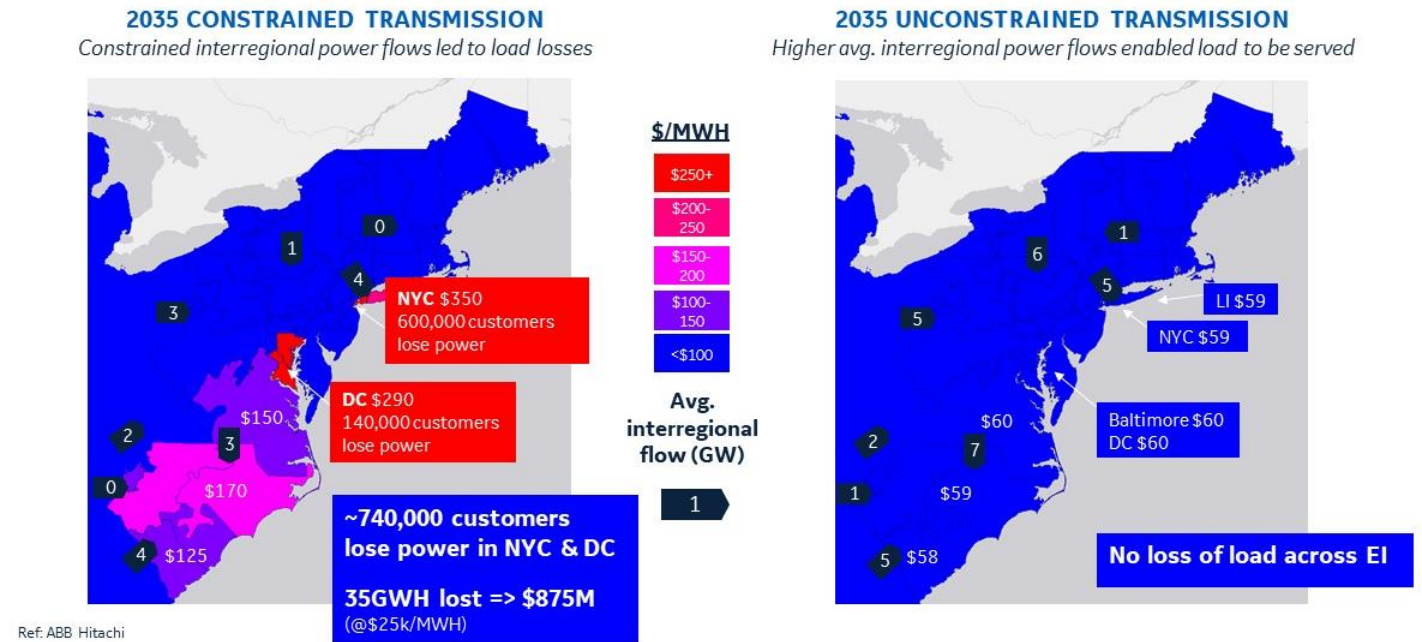 2035 CONSTRAINED TRANSMISSION
Constrained interregional power flows led to load losses
0
1
4
3
NYC $350
600,000 customers
lose power
DC $290
140,000 customers
lose power
$150
2
3
0
$170
4
$125
~740,000 customers
lose power in NYC & DC
35GWH lost => $875M
(@$25k/MWH)
Ref: ABB Hitachi
$/MWH
$250+
$200-
250
$150-
200
$100-
150
<$100
Avg.
interregional
flow (GW)
1
2035 UNCONSTRAINED TRANSMISSION
Higher avg. interregional power flows enabled load to be served
1
6
5
5
LI $59
NYC $59
Baltimore $60
DC $60
$60
2
7
1
$59
5
$58
No loss of load across EI